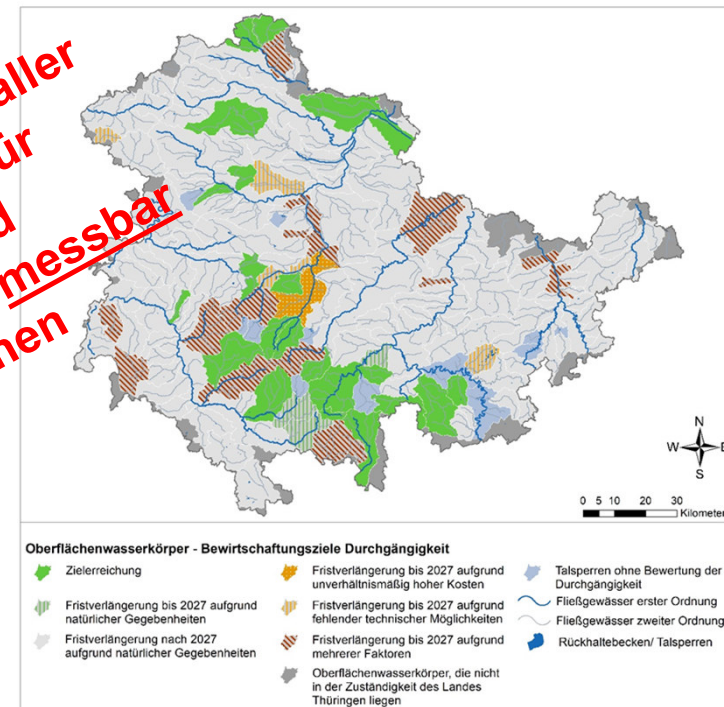 aller
für
messbar
N
W E
S
0 5 10 20 30
Kilometer
Oberflächenwasserkörper - Bewirtschaftungsziele Durchgängigkeit
Zielerreichung
Fristverlängerung bis 2027 aufgrund
natürlicher Gegebenheiten
Fristverlängerung nach 2027
aufgrund natürlicher Gegebenheiten
Fristverlängerung bis 2027 aufgrund
unverhältnismäßig hoher Kosten
Fristverlängerung bis 2027 aufgrund
fehlender technischer Möglichkeiten
Fristverlängerung bis 2027 aufgrund
mehrerer Faktoren
Oberflächenwasserkörper, die nicht
in der Zuständigkeit des Landes
Thüringen liegen
Talsperren ohne Bewertung der
Durchgängigkeit
Fließgewässer erster Ordnung
Fließgewässer zweiter Ordnung
Rückhaltebecken/ Talsperren